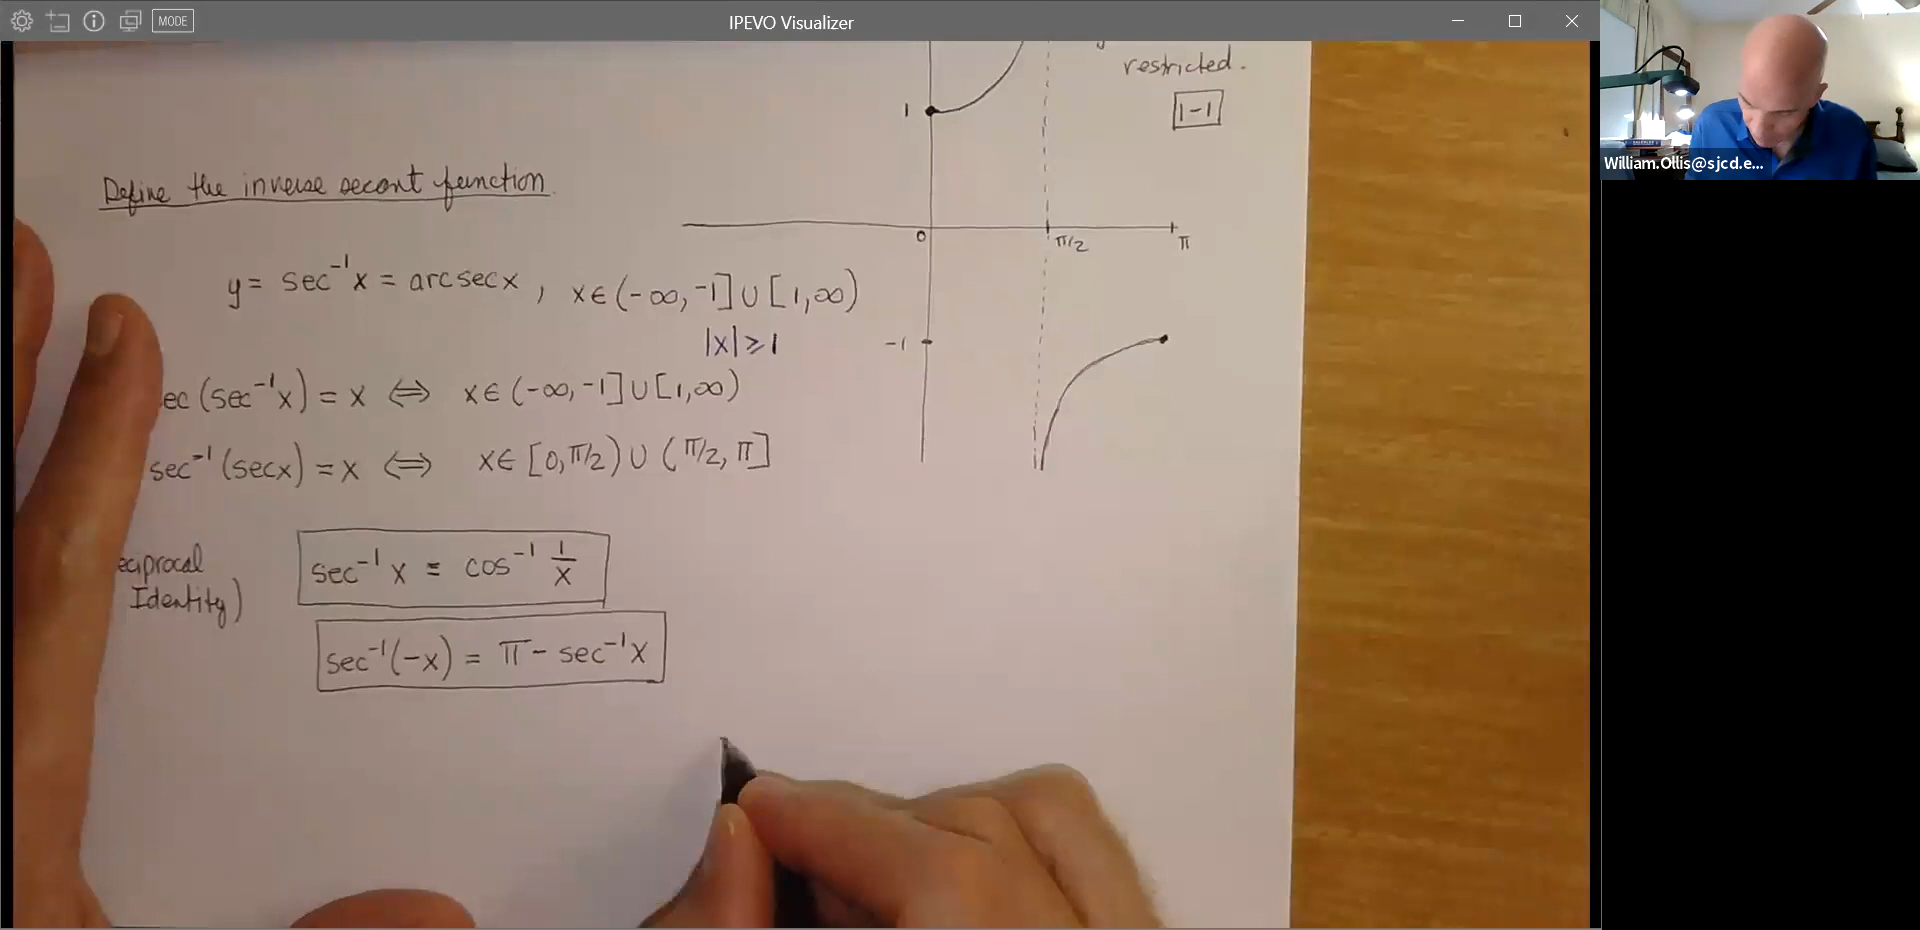 MODE
IPEVO Visualizer
William.Ollis@sjcd.e...
restricted.
1
1-1
Define the inverse secant function.
0
π/2
π
y = sec⁻¹x = arcsecx , x∈(-∞,-1]∪[1,∞)
|x|⩾1
-1
ec(sec⁻¹x) = x ⇔ x∈(-∞,-1]∪[1,∞)
sec⁻¹(secx) = x ⇔ x∈[0,π/2)∪(π/2,π]
eciprocal
Identity)
sec⁻¹ x = cos⁻¹ 1/x
sec⁻¹(-x) = π - sec⁻¹x